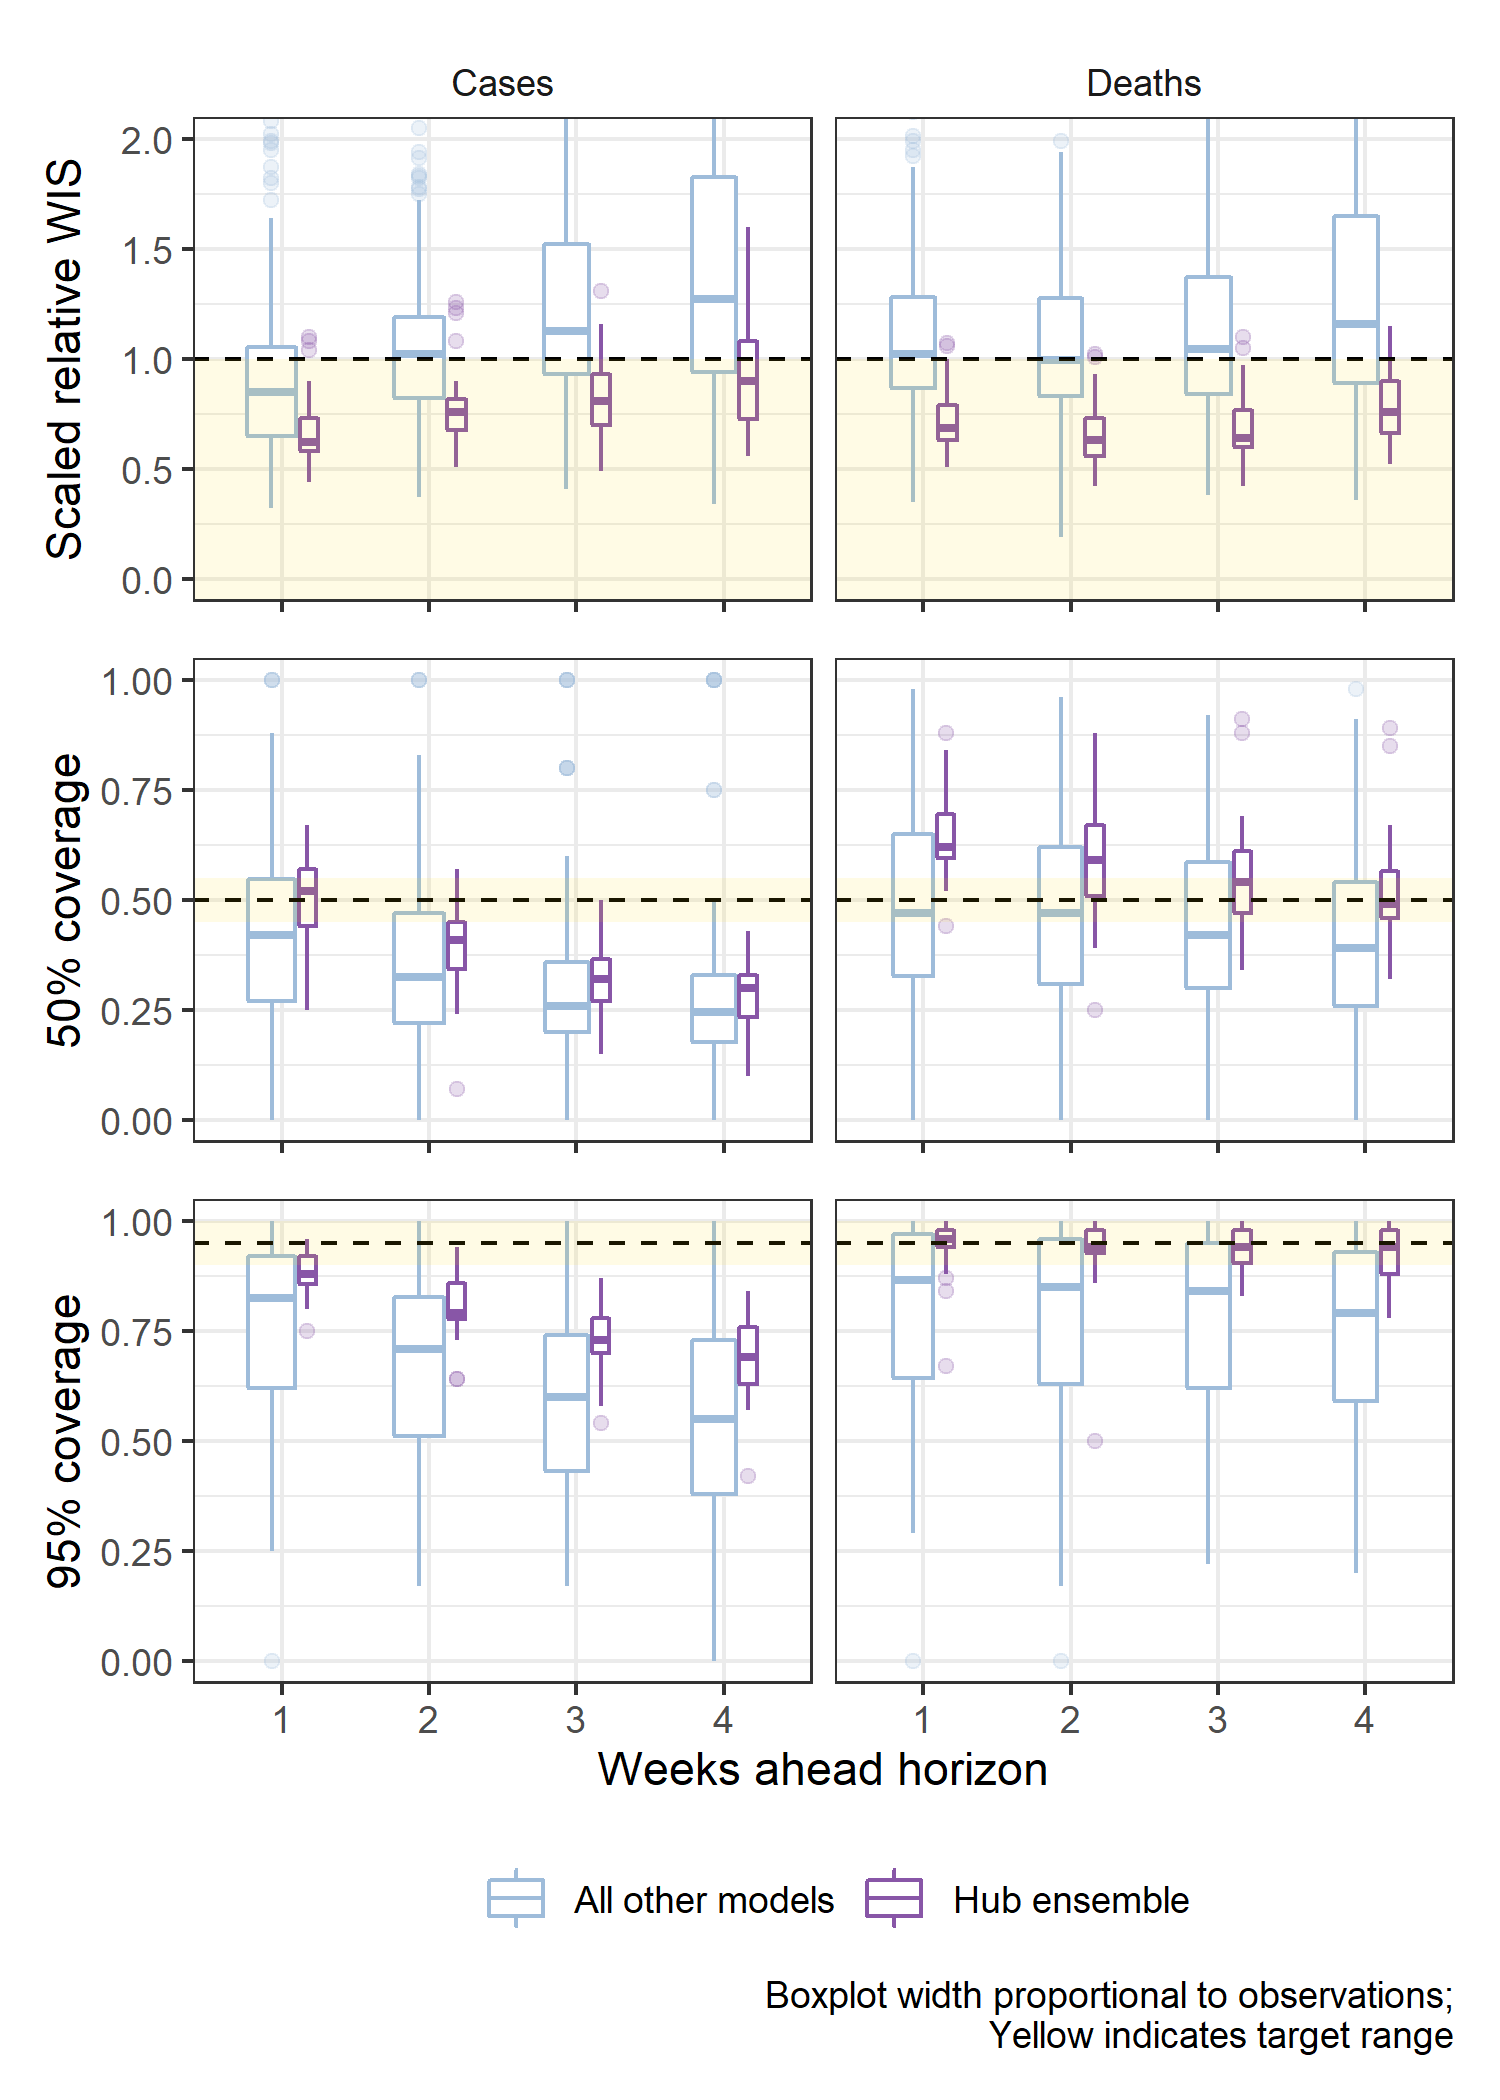 Cases
Deaths
Scaled relative WIS
2.0
1.5
1.0
0.5
0.0
50% coverage
1.00
0.75
0.50
0.25
0.00
95% coverage
1.00
0.75
0.50
0.25
0.00
1 2 3 4
1 2 3 4
Weeks ahead horizon
All other models
Hub ensemble
Boxplot width proportional to observations;
Yellow indicates target range